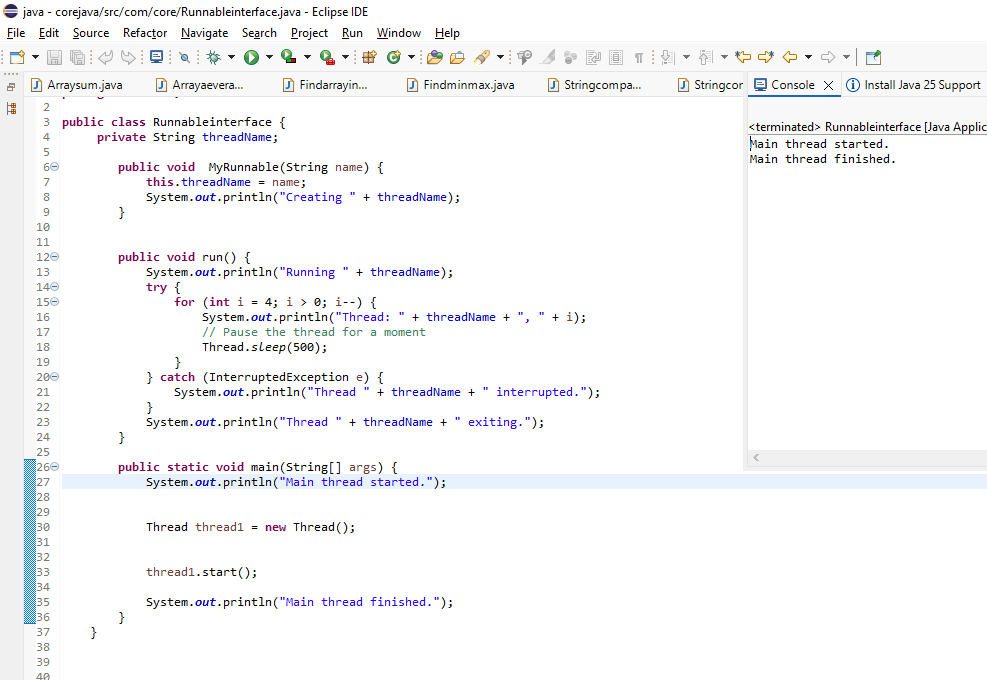 java - corejava/src/com/core/Runnableinterface.java - Eclipse IDE
File Edit Source Refactor Navigate Search Project Run Window Help
Arraysum.java Arrayaevera... Findarrayin... Findminmax.java Stringcompa... Stringcor Console Install Java 25 Support
<terminated> Runnableinterface [Java Applic
Main thread started.
Main thread finished.
2
3 public class Runnableinterface {
4 private String threadName;
5
6 public void MyRunnable(String name) {
7 this.threadName = name;
8 System.out.println("Creating " + threadName);
9 }
10
11
12 public void run() {
13 System.out.println("Running " + threadName);
14 try {
15 for (int i = 4; i > 0; i--) {
16 System.out.println("Thread: " + threadName + ", " + i);
17 // Pause the thread for a moment
18 Thread.sleep(500);
19 }
20 } catch (InterruptedException e) {
21 System.out.println("Thread " + threadName + " interrupted.");
22 }
23 System.out.println("Thread " + threadName + " exiting.");
24 }
25
26 public static void main(String[] args) {
27 System.out.println("Main thread started.");
28
29
30 Thread thread1 = new Thread();
31
32
33 thread1.start();
34
35 System.out.println("Main thread finished.");
36 }
37 }
38
39
40